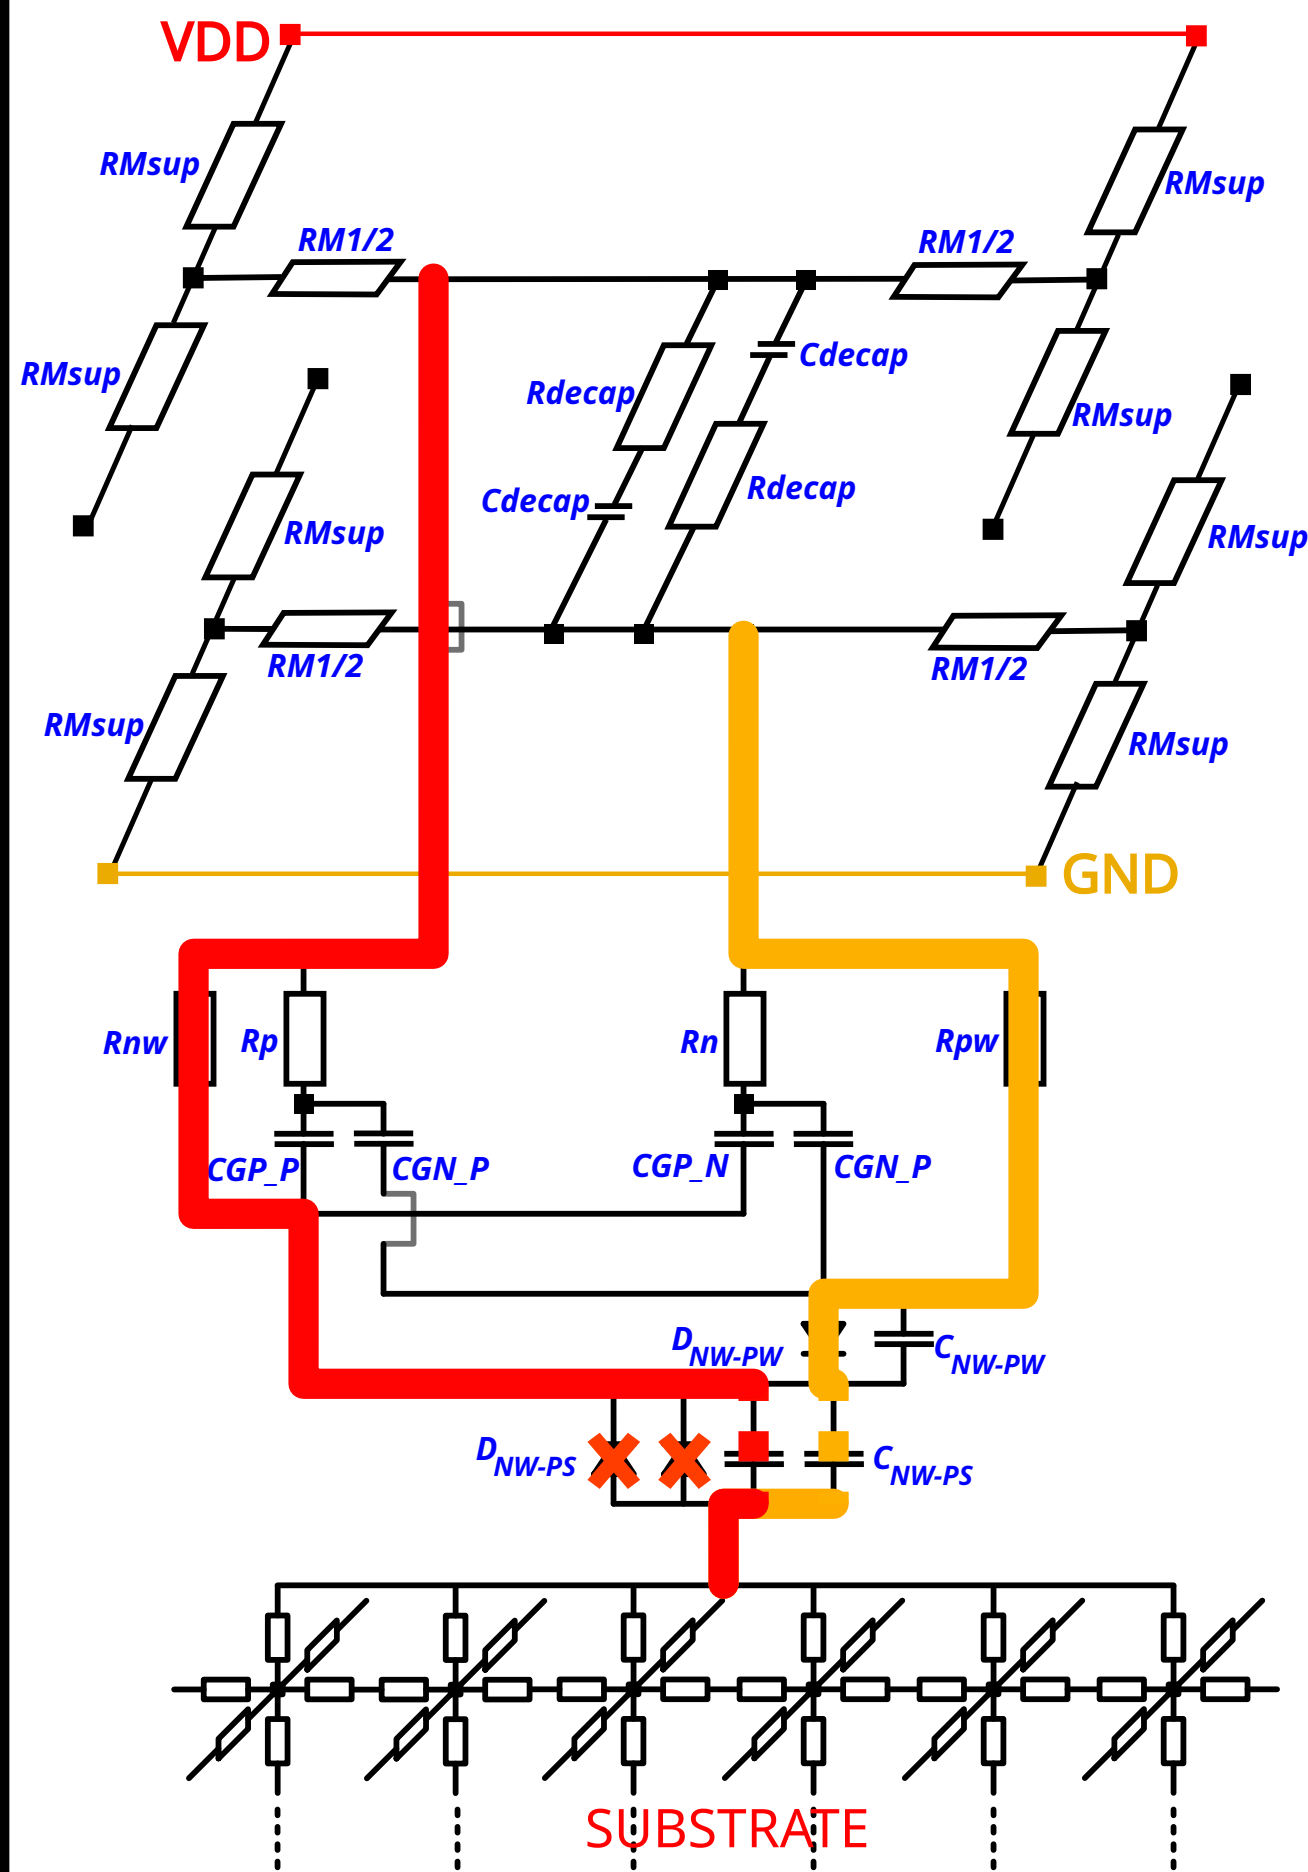 VDD
RMsup
RMsup
RM1/2
RM1/2
Cdecap
RMsup
Rdecap
RMsup
Rdecap
Cdecap
RMsup
RMsup
RM1/2
RM1/2
RMsup
RMsup
GND
Rnw
Rp
Rn
Rpw
CGP_P
CGN_P
CGP_N
CGN_P
DNW-PW
CNW-PW
DNW-PS
CNW-PS
SUBSTRATE